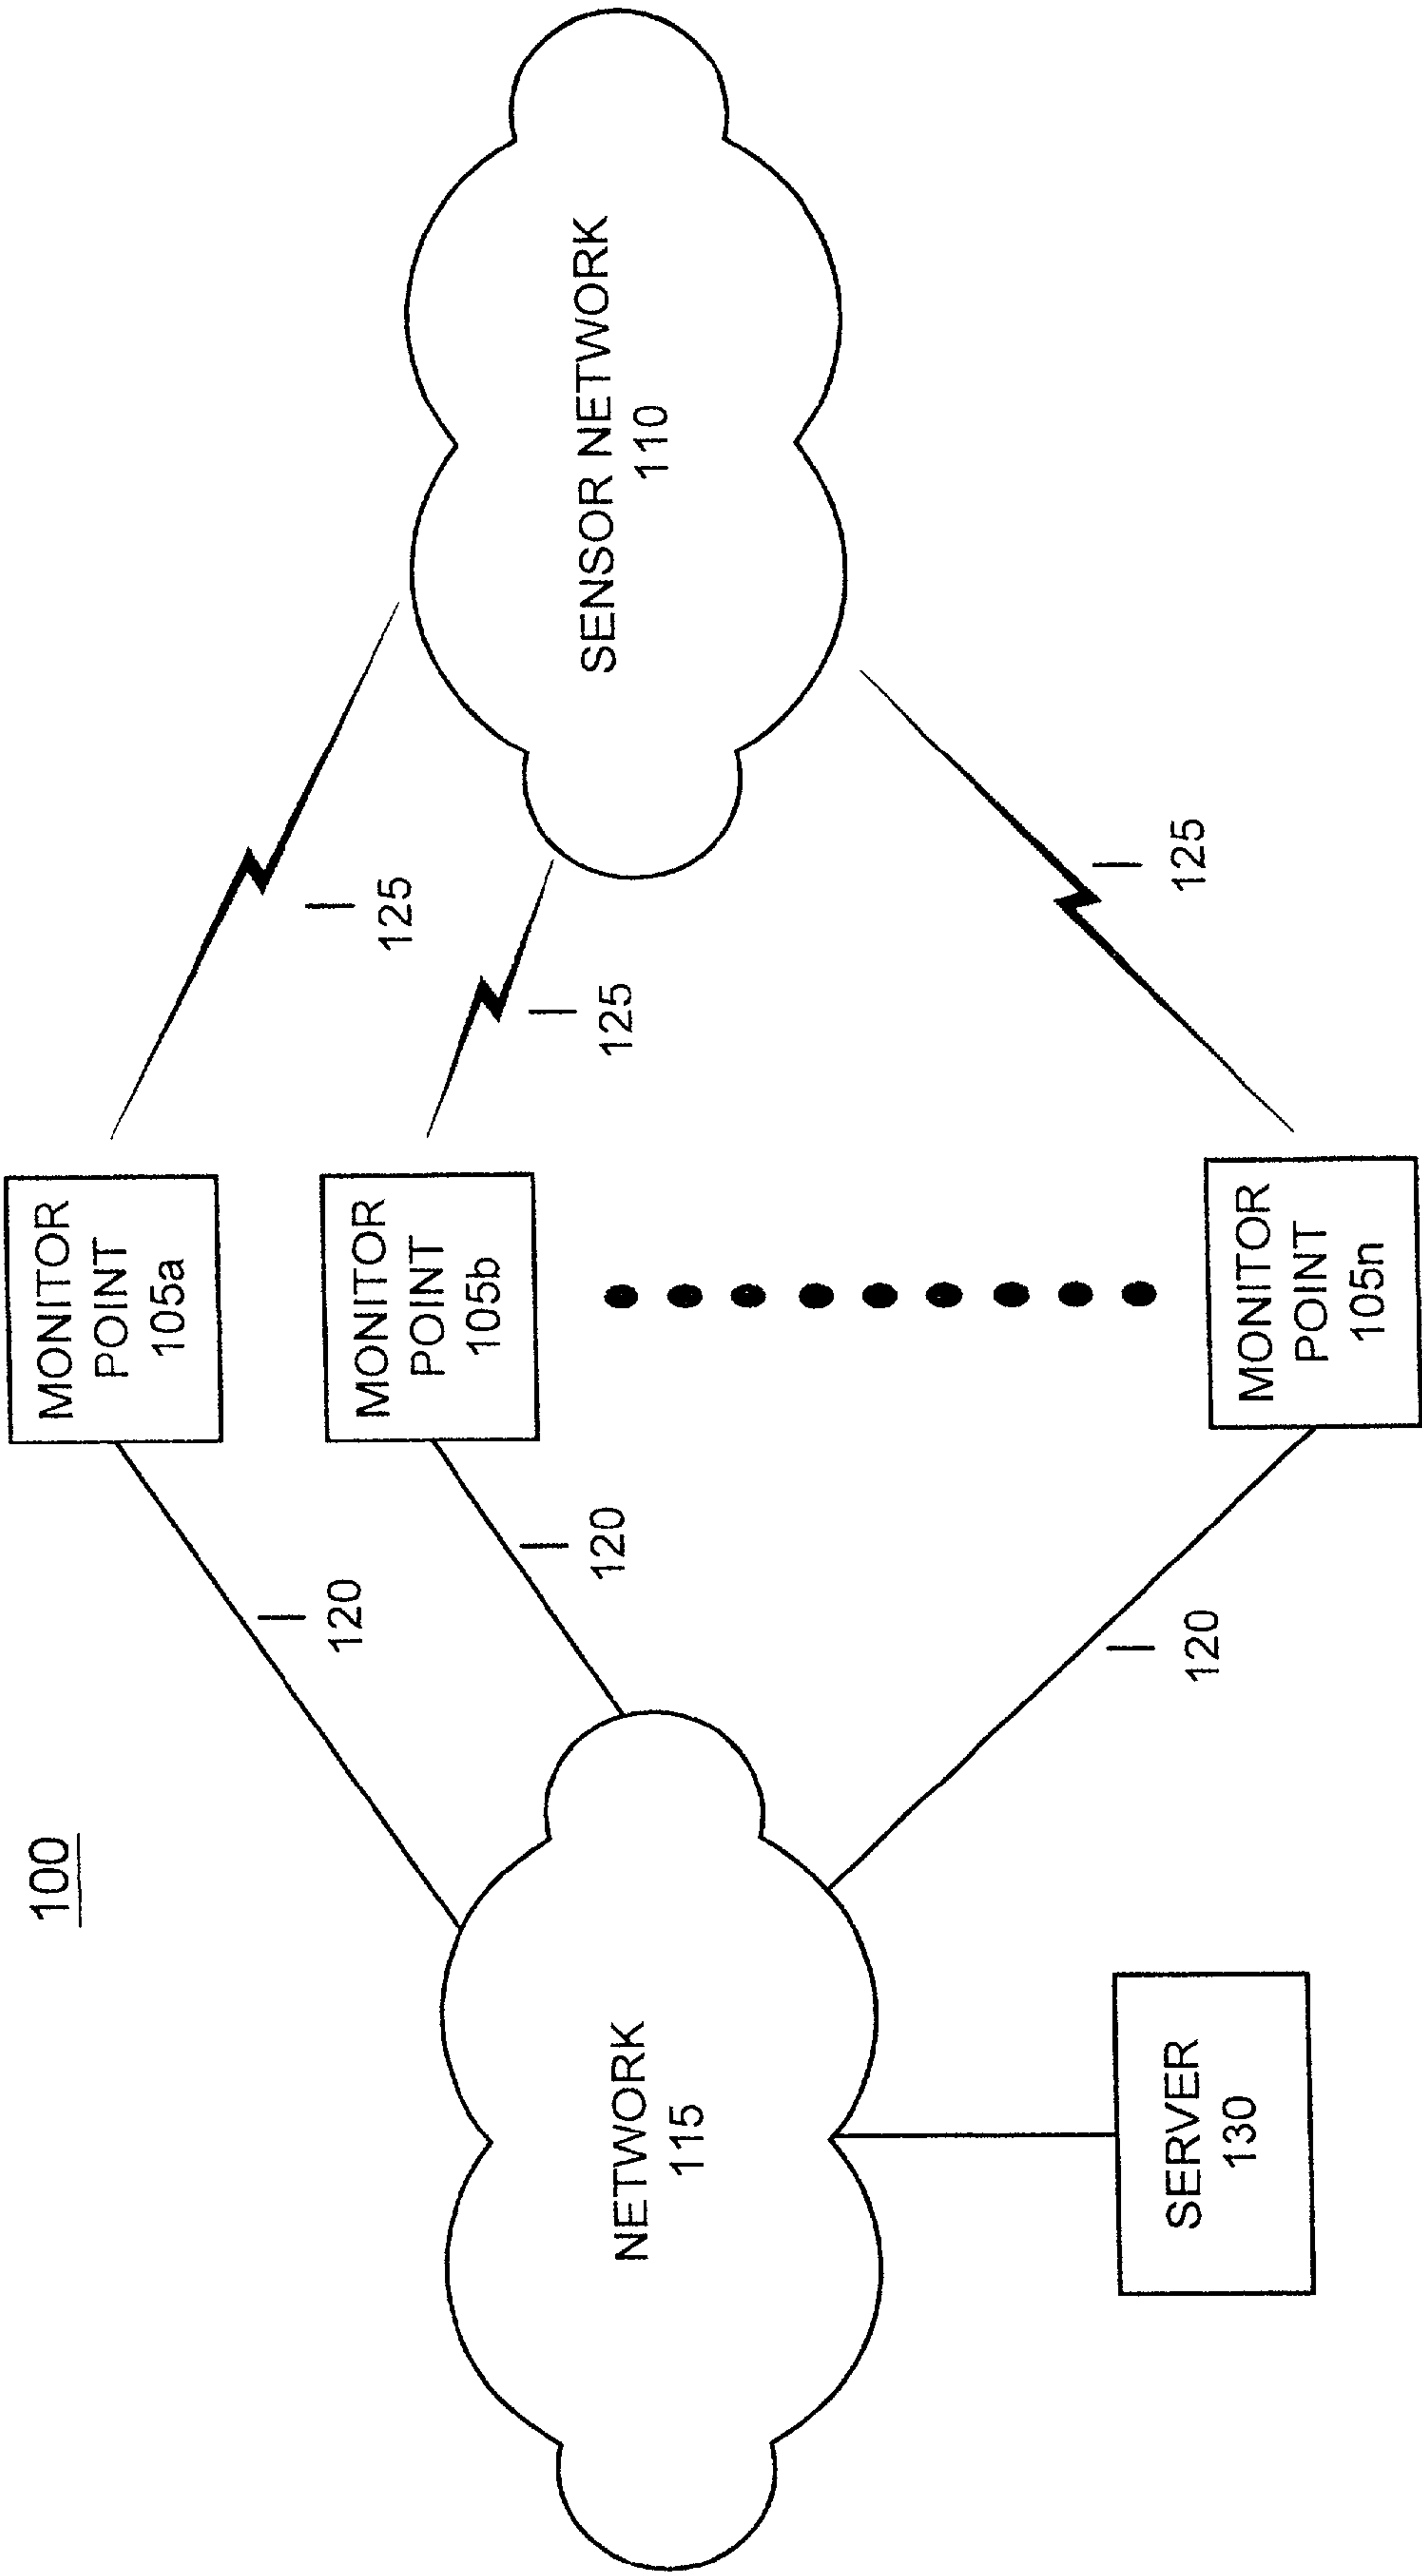 100
MONITOR
POINT
105a
120
125
MONITOR
POINT
105b
120
125
NETWORK
115
SENSOR NETWORK
110
SERVER
130
120
MONITOR
POINT
105n
125